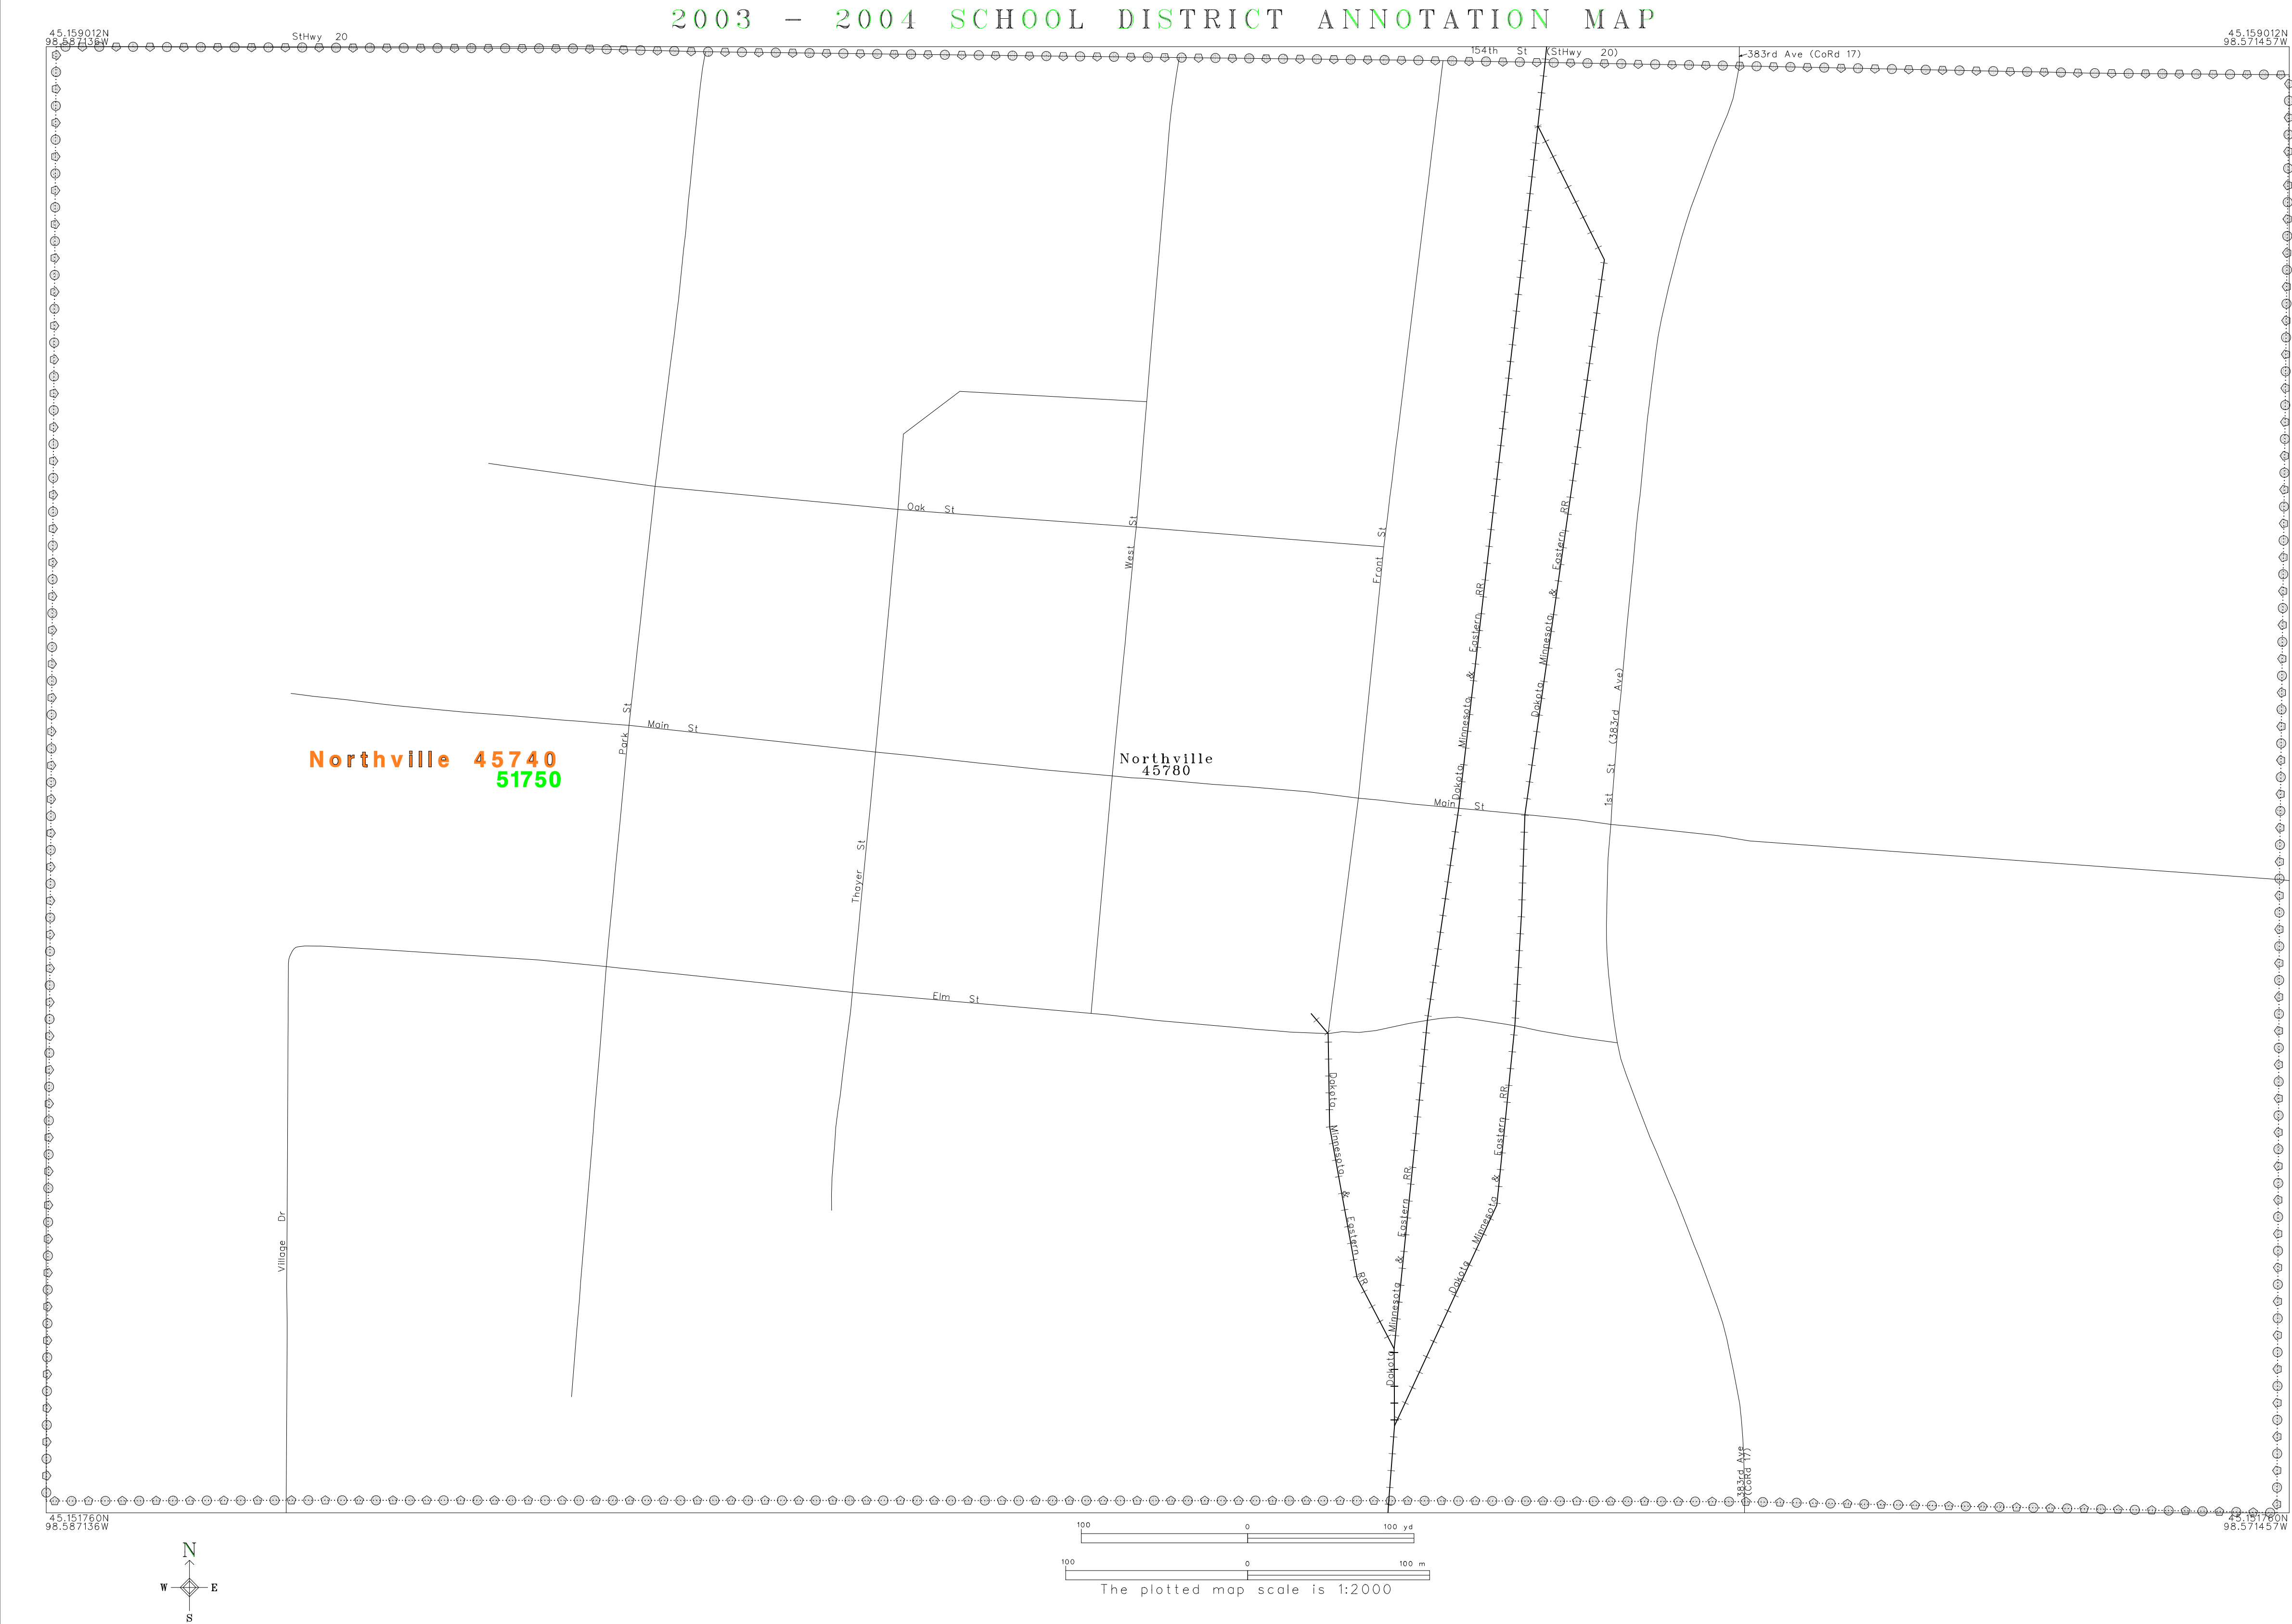 2003 - 2004 SCHOOL DISTRICT ANNOTATION MAP
45.159012N
98.587136W
StHwy 20
154th St (StHwy 20)
383rd Ave (CoRd 17)
45.159012N
98.571457W
Oak St
West St
Front St
Dakota Minnesota & Eastern RR
Dakota Minnesota & Eastern RR
1st St (383rd Ave)
Park St
Main St
Northville 45740
51750
Northville
45780
Main St
Thayer St
Elm St
Village Dr
Dakota Minnesota & Eastern RR
Dakota Minnesota & Eastern RR
Dakota Minnesota & Eastern RR
Dakota
383rd Ave
(CoRd 17)
45.151760N
98.587136W
45.151760N
98.571457W
100 0 100 yd
100 0 100 m
The plotted map scale is 1:2000
N
W E
S